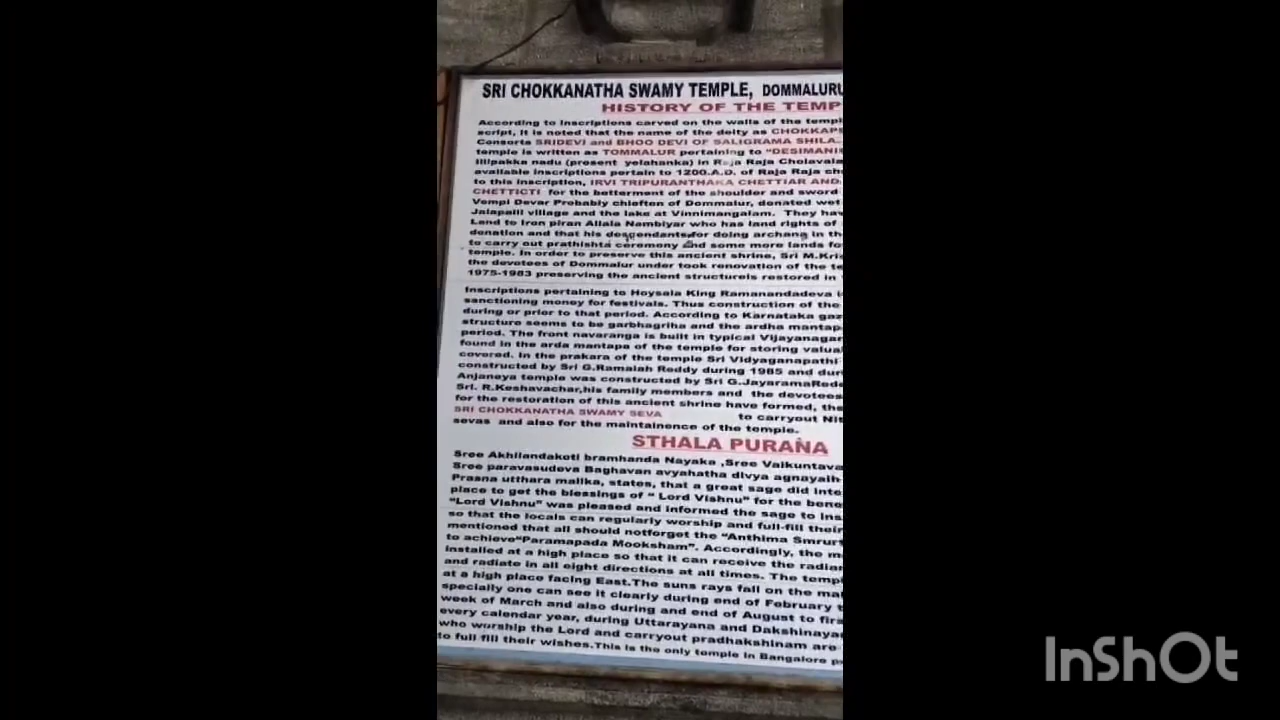 SRI CHOKKANATHA SWAMY TEMPLE, DOMMALURU
HISTORY OF THE TEMP
According to Inscriptions carved on the walls of the templ
script, it is noted that the name of the deity as CHOKKAPE
Consorts SRIDEVI and BHOO DEVI OF SALIGRAMA SHILA..
temple is written as TOMMALUR pertaining to "DESIMANI
Illipakka nadu (present yelahanka) in Raja Raja Cholavala
available inscriptions pertain to 1200.A.D. of Raja Raja ch
to this inscription, IRVI TRIPURANTHAKA CHETTIAR AND
CHETTICTI for the betterment of the shoulder and sword
Vempi Devar Probably chieften of Dommalur, donated wet
Jalapalli village and the lake at Vinnimangalam. They hav
Land to Iron piran Allala Nambiyar who has land rights of
donation and that his descendants for doing archana in the
to carry out prathishta ceremony and some more lands fo
temple. In order to preserve this ancient shrine, Sri M.Kri
the devotees of Dommalur under took renovation of the te
1975-1983 preserving the ancient structureis restored in
Inscriptions pertaining to Hoysala King Ramanandadeva
sanctioning money for festivals. Thus construction of the
during or prior to that period. According to Karnataka gaz
structure seems to be garbhagriha and the ardha mantap
period. The front navaranga is built in typical Vijayanagar
found in the arda mantapa of the temple for storing valua
covered. In the prakara of the temple Sri Vidyaganapathi
constructed by Sri G.Ramaiah Reddy during 1985 and dur
Anjaneya temple was constructed by Sri G.JayaramaRede
Sri. R.Keshavachar,his family members and the devotees
for the restoration of this ancient shrine have formed, the
SRI CHOKKANATHA SWAMY SEVA to carryout Nit
sevas and also for the maintainence of the temple.
STHALA PURANA
Sree Akhilandakoti bramhanda Nayaka ,Sree Vaikuntava
Sree paravasudeva Baghavan avyahatha divya agnayaih
Prasna utthara malika, states, that a great sage did inte
place to get the blessings of " Lord Vishnu" for the bene
"Lord Vishnu" was pleased and informed the sage to ins
so that the locals can regularly worship and full-fill their
mentioned that all should notforget the "Anthima Smrur
to achieve"Paramapada Mooksham". Accordingly, the m
installed at a high place so that it can receive the radiar
and radiate in all eight directions at all times. The temp
at a high place facing East.The suns rays fall on the mai
specially one can see it clearly during end of February t
week of March and also during and end of August to firs
every calendar year, during Uttarayana and Dakshinayar
who worship the Lord and carryout pradhakshinam are
to full fill their wishes.This is the only temple in Bangalore p
InShOt